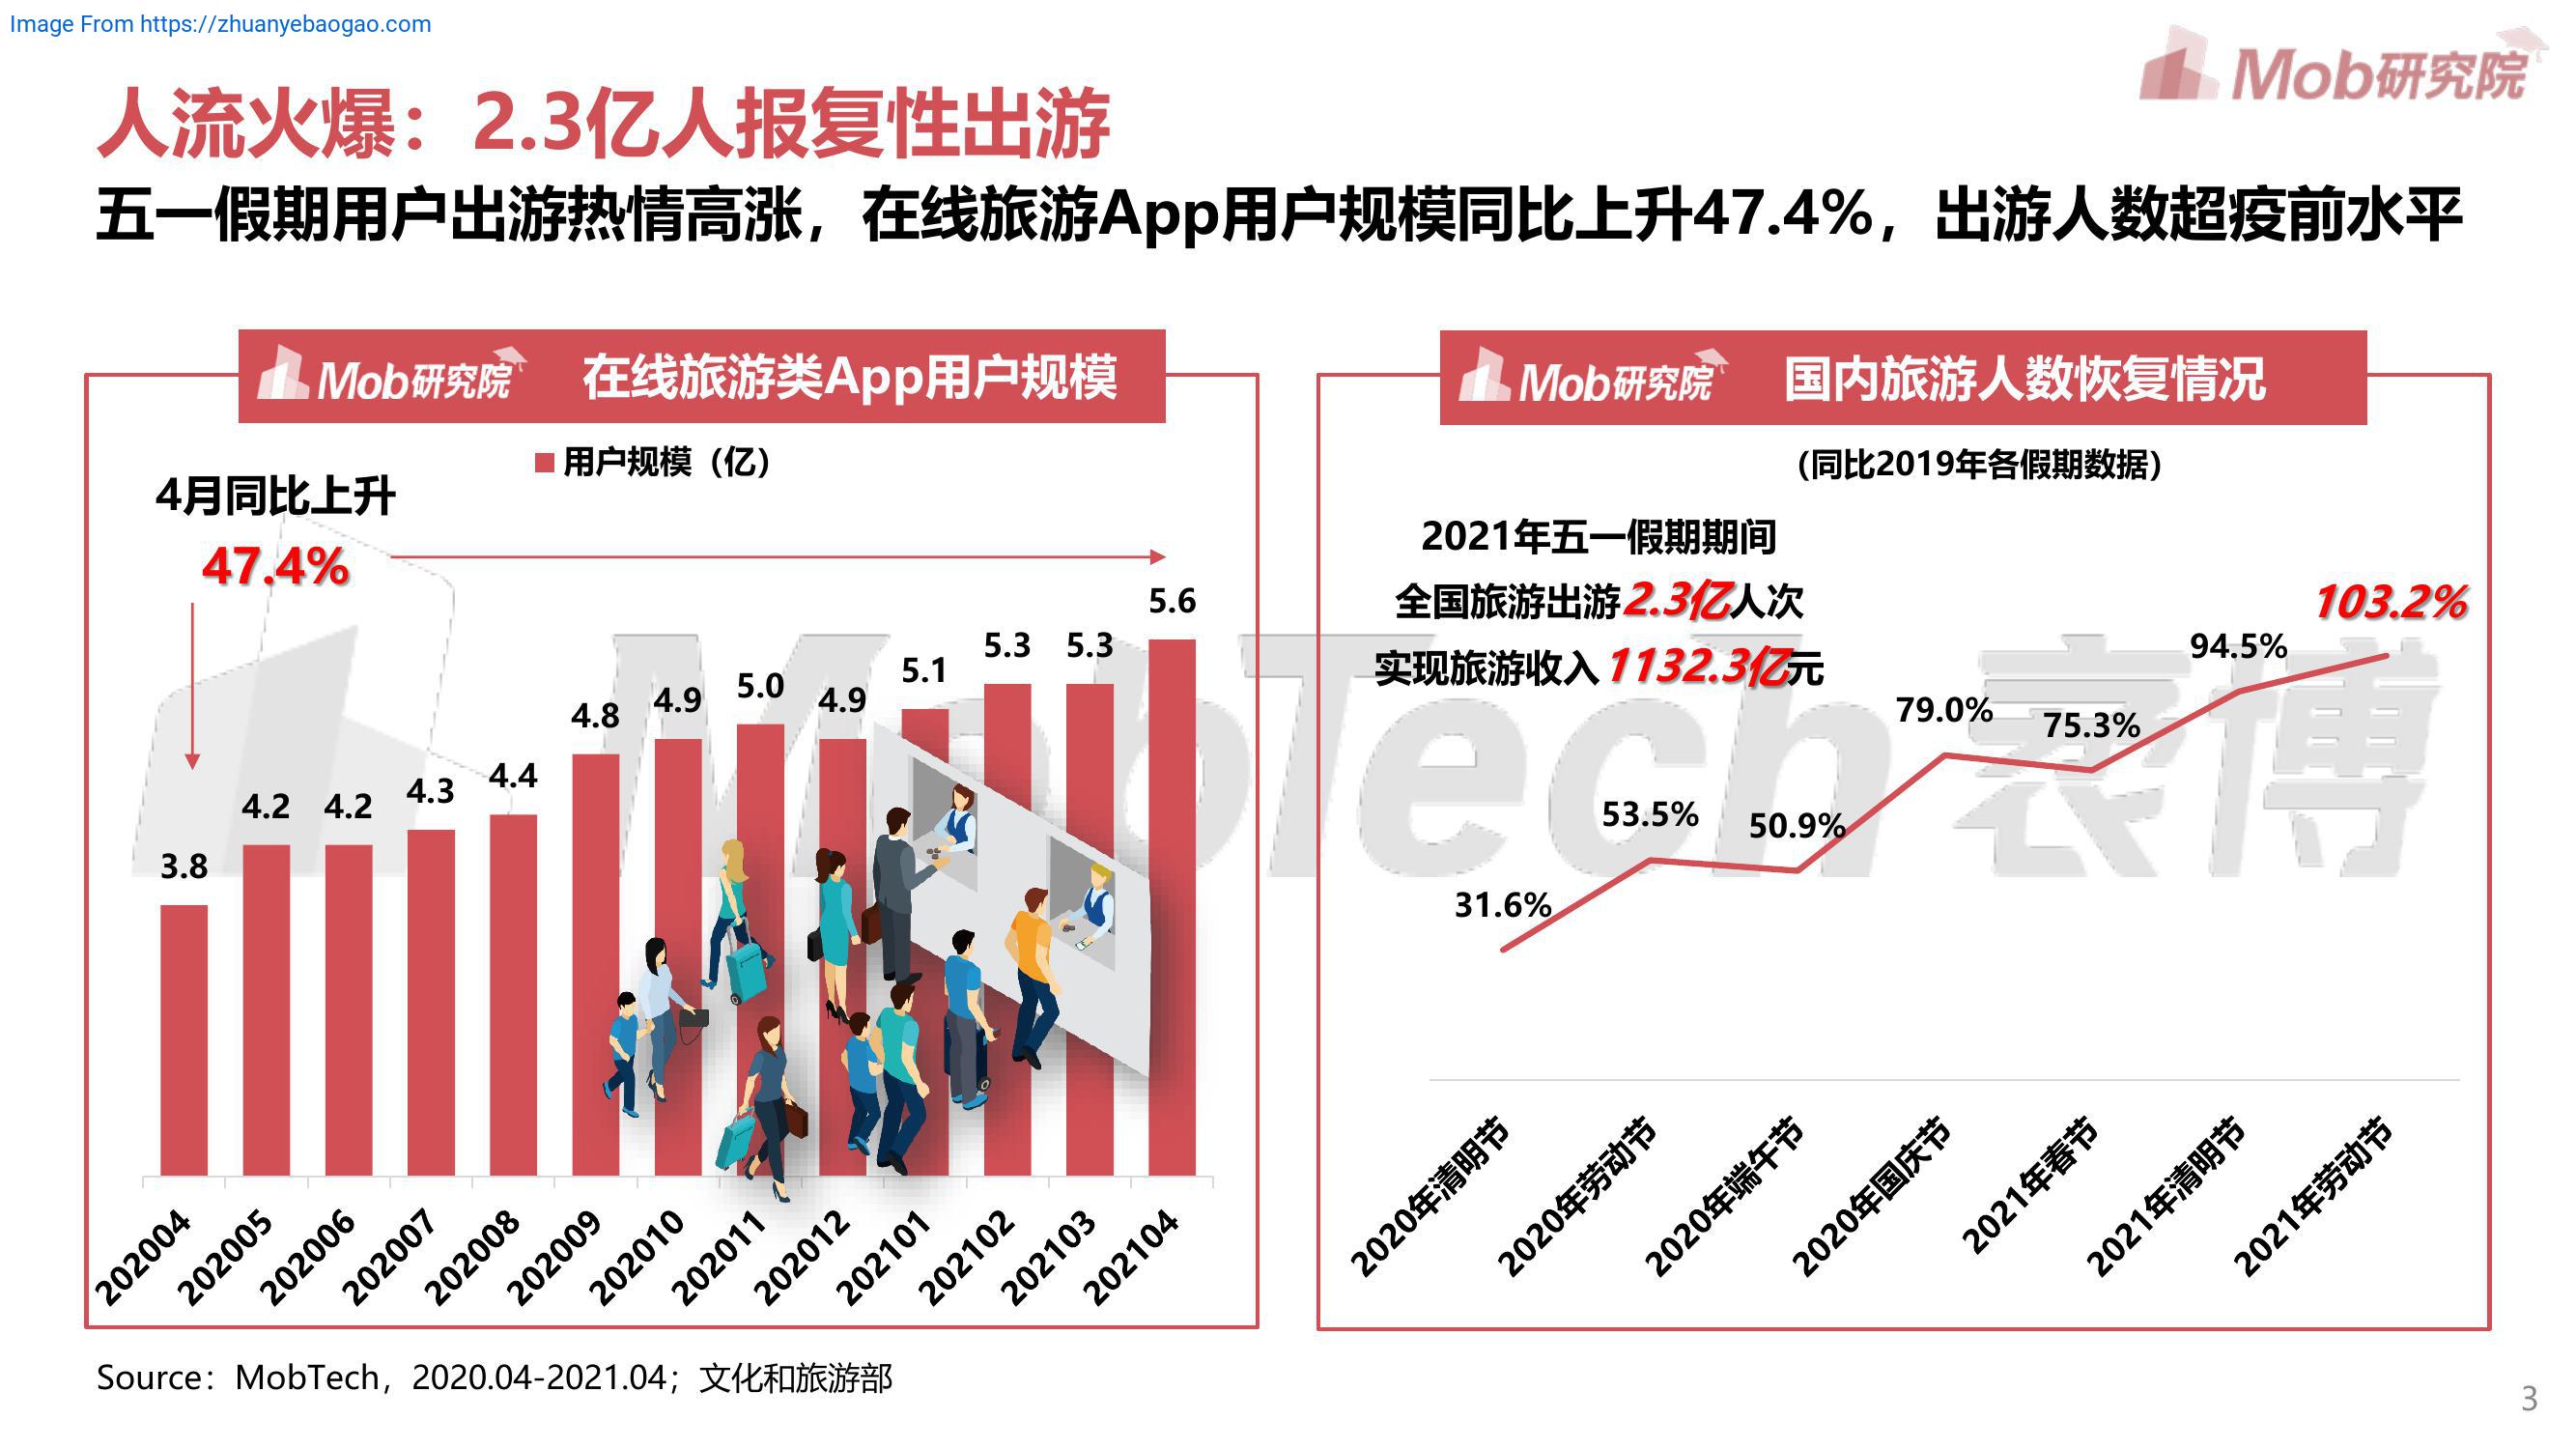 Image From https://zhuanyebaogao.com
Mob研究院
人流火爆：2.3亿人报复性出游
五一假期用户出游热情高涨，在线旅游App用户规模同比上升47.4%，出游人数超疫前水平
Mob研究院 在线旅游类App用户规模
用户规模（亿）
4月同比上升
47.4%
3.8 4.2 4.2 4.3 4.4 4.8 4.9 5.0 4.9 5.1 5.3 5.3 5.6
202004 202005 202006 202007 202008 202009 202010 202011 202012 202101 202102 202103 202104
Mob研究院 国内旅游人数恢复情况
（同比2019年各假期数据）
2021年五一假期期间
全国旅游出游2.3亿人次
实现旅游收入1132.3亿元
31.6% 53.5% 50.9% 79.0% 75.3% 94.5% 103.2%
2020年清明节 2020年劳动节 2020年端午节 2020年国庆节 2021年春节 2021年清明节 2021年劳动节
MobTech 袤博
Source：MobTech，2020.04-2021.04；文化和旅游部
3